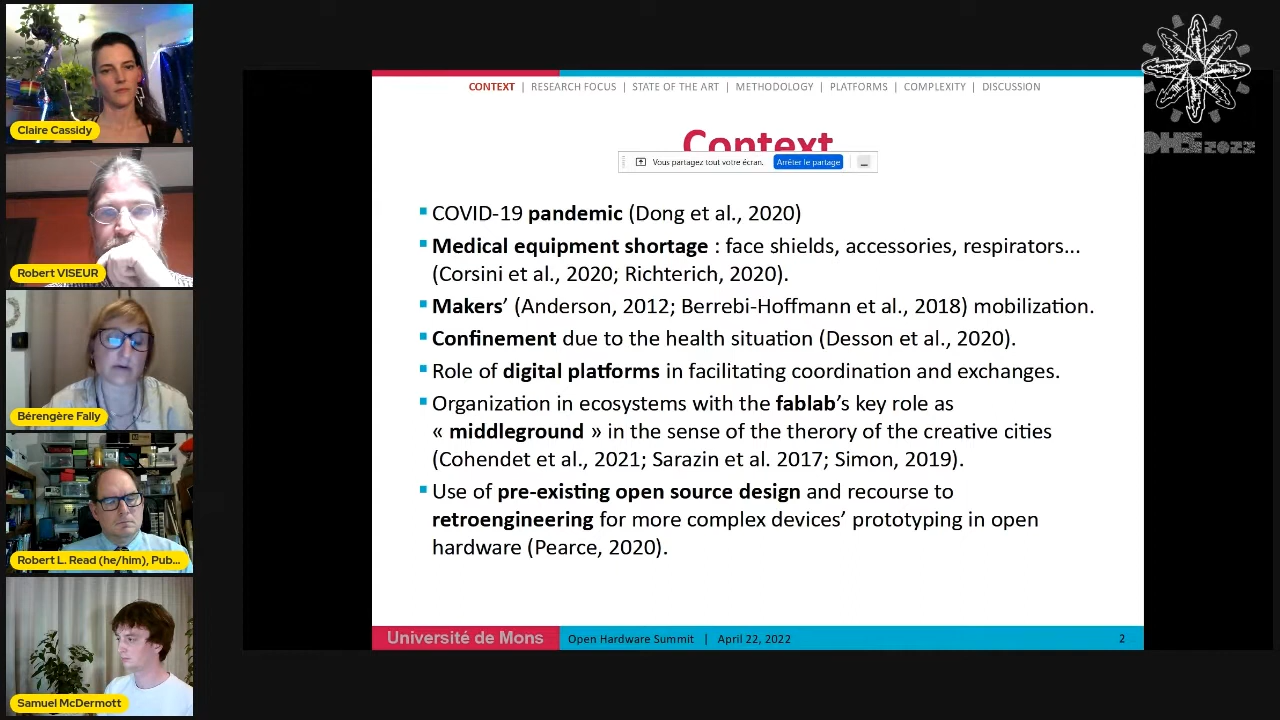 Claire Cassidy
Robert VISEUR
Bérengère Fally
Robert L. Read (he/him), Pub...
Samuel McDermott
CONTEXT | RESEARCH FOCUS | STATE OF THE ART | METHODOLOGY | PLATFORMS | COMPLEXITY | DISCUSSION
Context
Vous partagez tout votre écran. Arrêter le partage
COVID-19 pandemic (Dong et al., 2020)
Medical equipment shortage : face shields, accessories, respirators...
(Corsini et al., 2020; Richterich, 2020).
Makers’ (Anderson, 2012; Berrebi-Hoffmann et al., 2018) mobilization.
Confinement due to the health situation (Desson et al., 2020).
Role of digital platforms in facilitating coordination and exchanges.
Organization in ecosystems with the fablab’s key role as
« middleground » in the sense of the therory of the creative cities
(Cohendet et al., 2021; Sarazin et al. 2017; Simon, 2019).
Use of pre-existing open source design and recourse to
retroengineering for more complex devices’ prototyping in open
hardware (Pearce, 2020).
Université de Mons Open Hardware Summit | April 22, 2022 2
OHS 2022